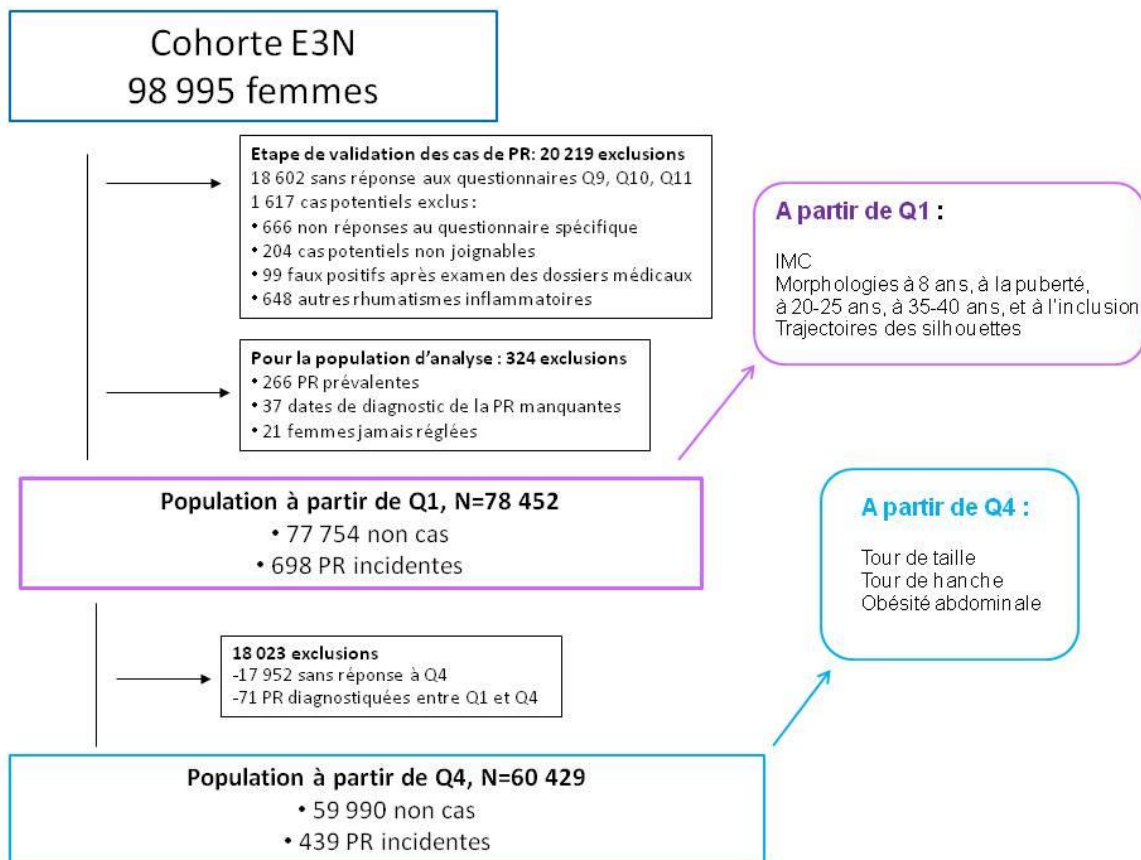 Cohorte E3N
98 995 femmes
Etape de validation des cas de PR: 20 219 exclusions
18 602 sans réponse aux questionnaires Q9, Q10, Q11
1 617 cas potentiels exclus :
• 666 non réponses au questionnaire spécifique
• 204 cas potentiels non joignables
• 99 faux positifs après examen des dossiers médicaux
• 648 autres rhumatismes inflammatoires
A partir de Q1 :
IMC
Morphologies à 8 ans, à la puberté,
à 20-25 ans, à 35-40 ans, et à l'inclusion
Trajectoires des silhouettes
Pour la population d'analyse : 324 exclusions
• 266 PR prévalentes
• 37 dates de diagnostic de la PR manquantes
• 21 femmes jamais réglées
Population à partir de Q1, N=78 452
• 77 754 non cas
• 698 PR incidentes
A partir de Q4 :
Tour de taille
Tour de hanche
Obésité abdominale
18 023 exclusions
-17 952 sans réponse à Q4
-71 PR diagnostiquées entre Q1 et Q4
Population à partir de Q4, N=60 429
• 59 990 non cas
• 439 PR incidentes